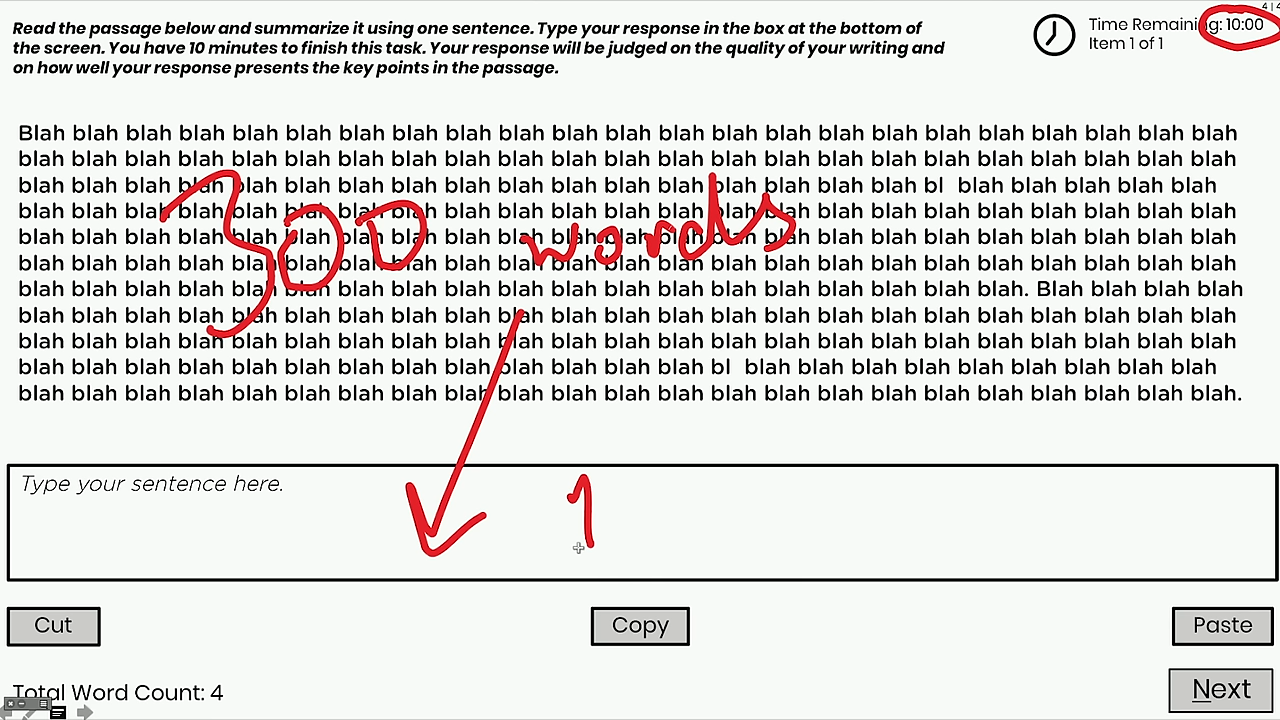 4 | 4
Read the passage below and summarize it using one sentence. Type your response in the box at the bottom of
the screen. You have 10 minutes to finish this task. Your response will be judged on the quality of your writing and
on how well your response presents the key points in the passage.
Time Remaining: 10:00
Item 1 of 1
Blah blah blah blah blah blah blah blah blah blah blah blah blah blah blah blah blah blah blah blah blah blah blah
blah blah blah blah blah blah blah blah blah blah blah blah blah blah blah blah blah blah blah blah blah blah blah
blah blah blah blah blah blah blah blah blah blah blah blah blah blah blah blah blah bl blah blah blah blah blah
blah blah blah blah blah blah blah blah blah blah blah blah blah blah blah blah blah blah blah blah blah blah blah
blah blah blah blah blah blah blah blah blah blah blah blah blah blah blah blah blah blah blah blah blah blah blah
blah blah blah blah blah blah blah blah blah blah blah blah blah blah blah blah blah blah blah blah blah blah blah
blah blah blah blah blah blah blah blah blah blah blah blah blah blah blah blah blah blah blah. Blah blah blah blah
blah blah blah blah blah blah blah blah blah blah blah blah blah blah blah blah blah blah blah blah blah blah blah
blah blah blah blah blah blah blah blah blah blah blah blah blah blah blah blah blah blah blah blah blah blah blah
blah blah blah blah blah blah blah blah blah blah blah blah blah bl blah blah blah blah blah blah blah blah blah
blah blah blah blah blah blah blah blah blah blah blah blah blah blah blah blah blah blah blah blah blah blah blah.
300 words
Type your sentence here.
1
Cut
Copy
Paste
Total Word Count: 4
Next